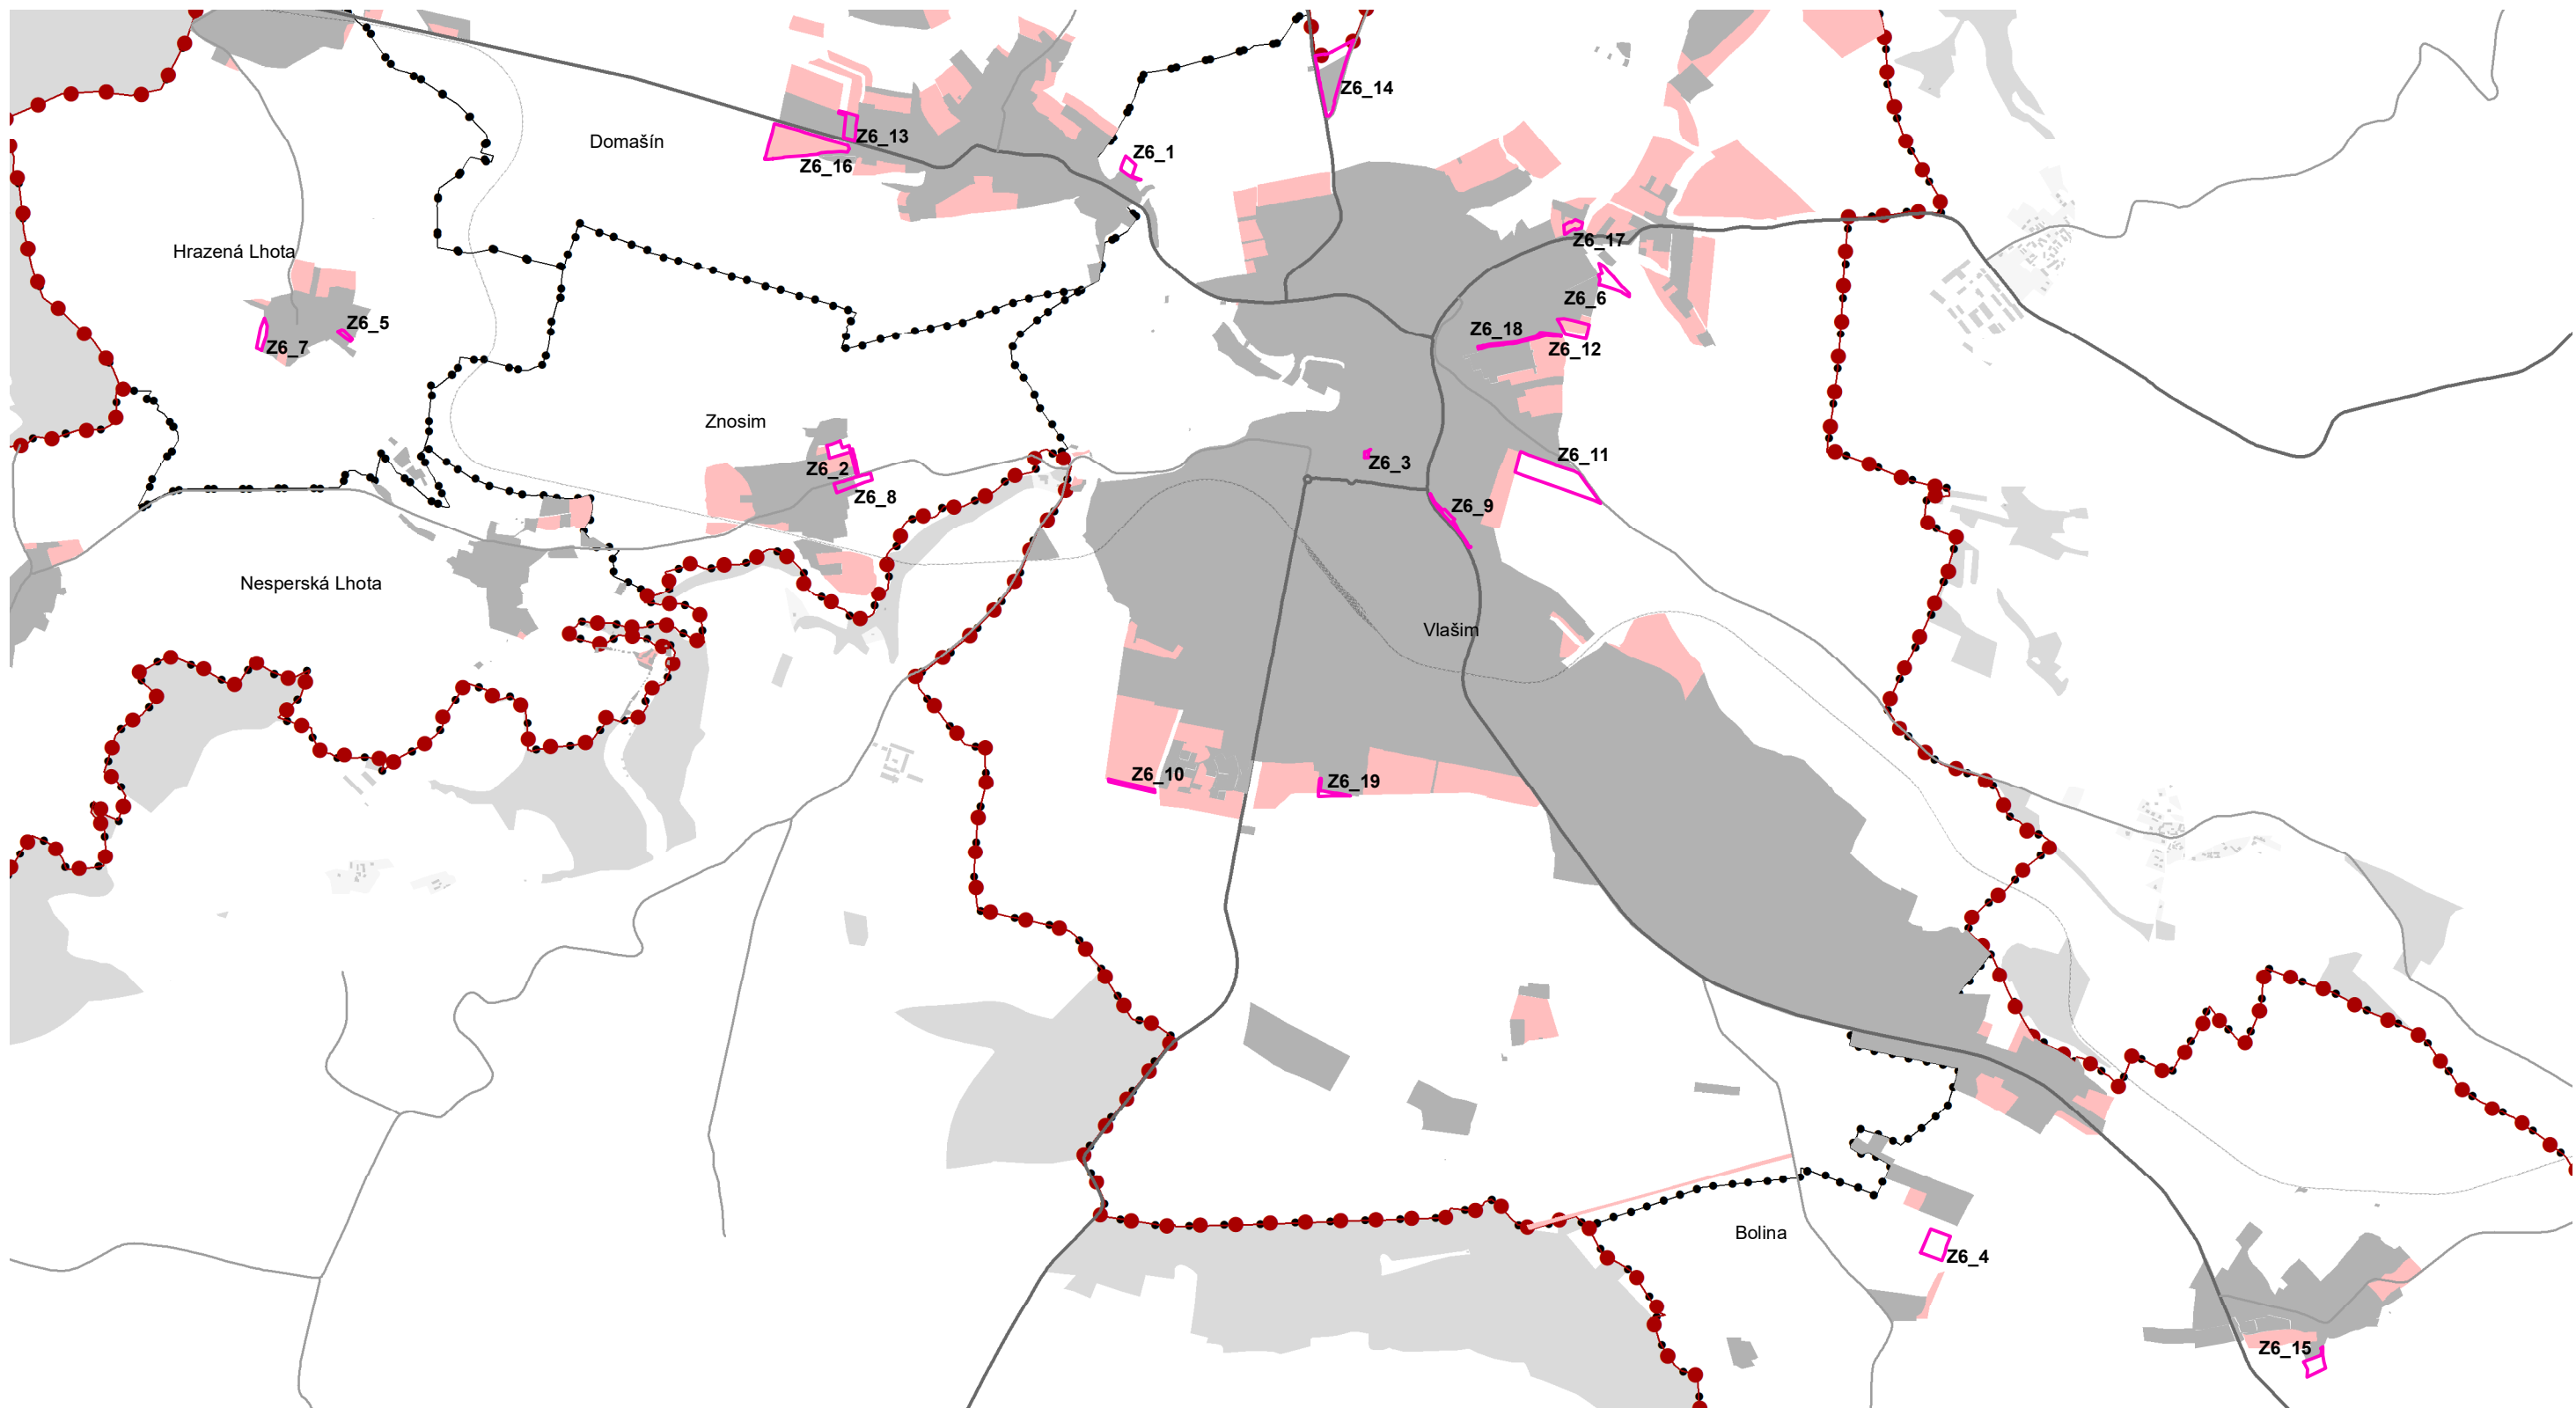 Z6_14
Z6_13
Domašín
Z6_1
Z6_16
Z6_17
Hrazená Lhota
Z6_6
Z6_5
Z6_18
Z6_7
Z6_12
Znosim
Z6_11
Z6_3
Z6_2
Z6_8
Z6_9
Nesperská Lhota
Vlašim
Z6_10
Z6_19
Bolina
Z6_4
Z6_15